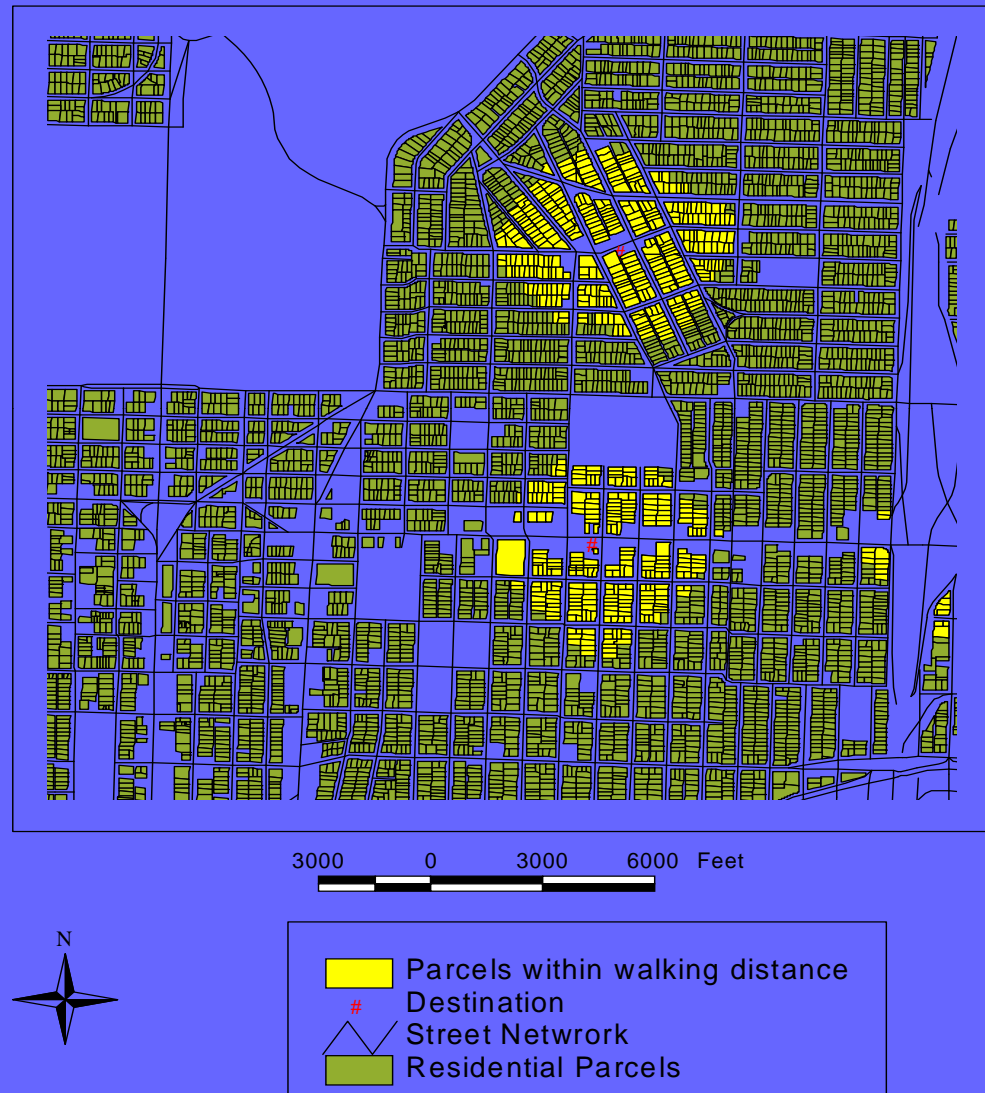 3000 0 3000 6000 Feet
N
Parcels within walking distance
# Destination
Street Netwrork
Residential Parcels